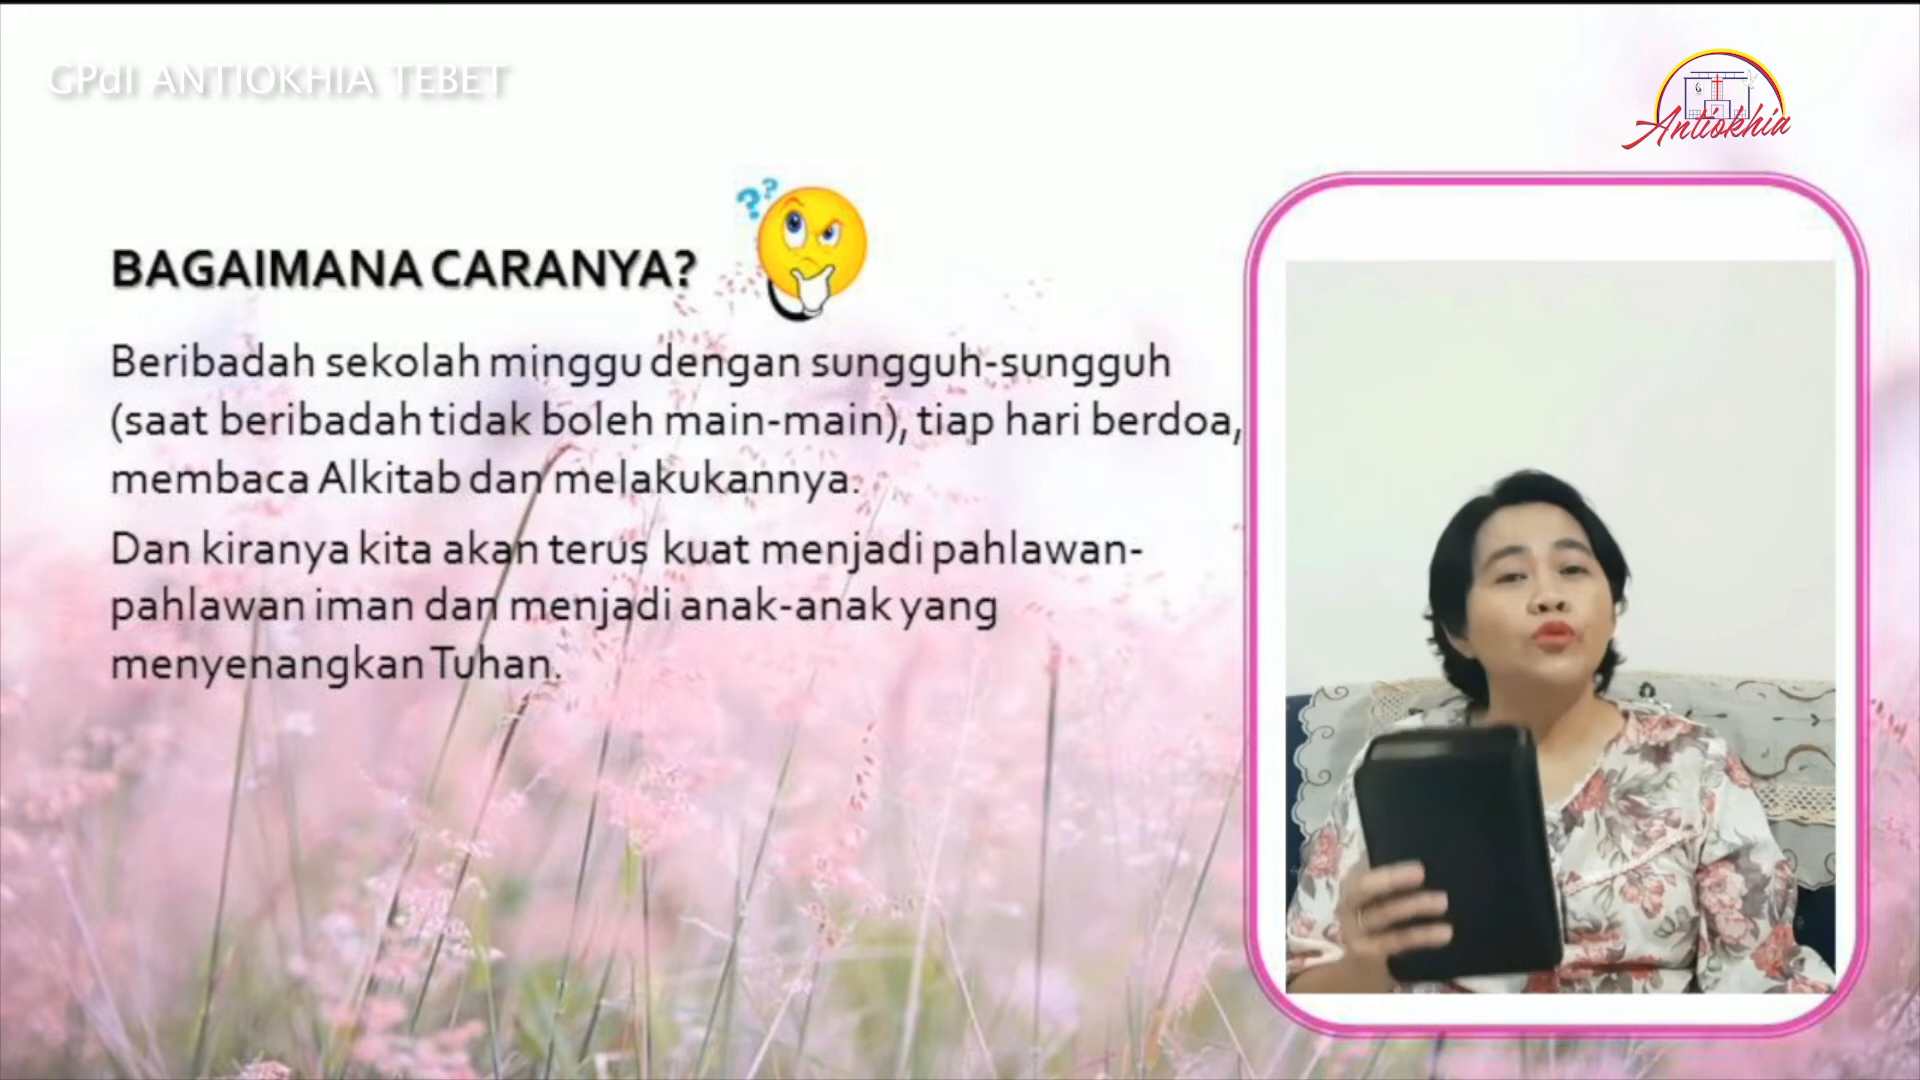 GPdI ANTIOKHIA TEBET
Antiokhia
??
BAGAIMANA CARANYA?
Beribadah sekolah minggu dengan sungguh-sungguh
(saat beribadah tidak boleh main-main), tiap hari berdoa,
membaca Alkitab dan melakukannya.
Dan kiranya kita akan terus kuat menjadi pahlawan-
pahlawan iman dan menjadi anak-anak yang
menyenangkan Tuhan.